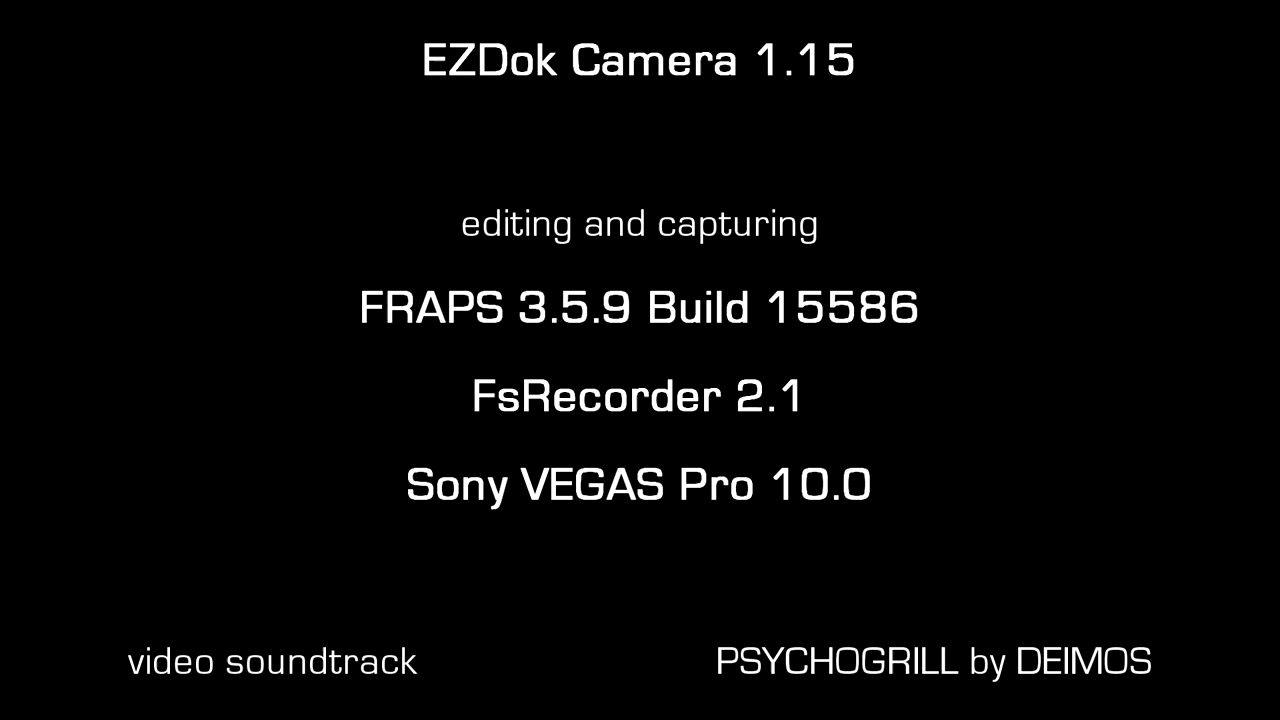 EZDok Camera 1.15
editing and capturing
FRAPS 3.5.9 Build 15586
FsRecorder 2.1
Sony VEGAS Pro 10.0
video soundtrack PSYCHOGRILL by DEIMOS